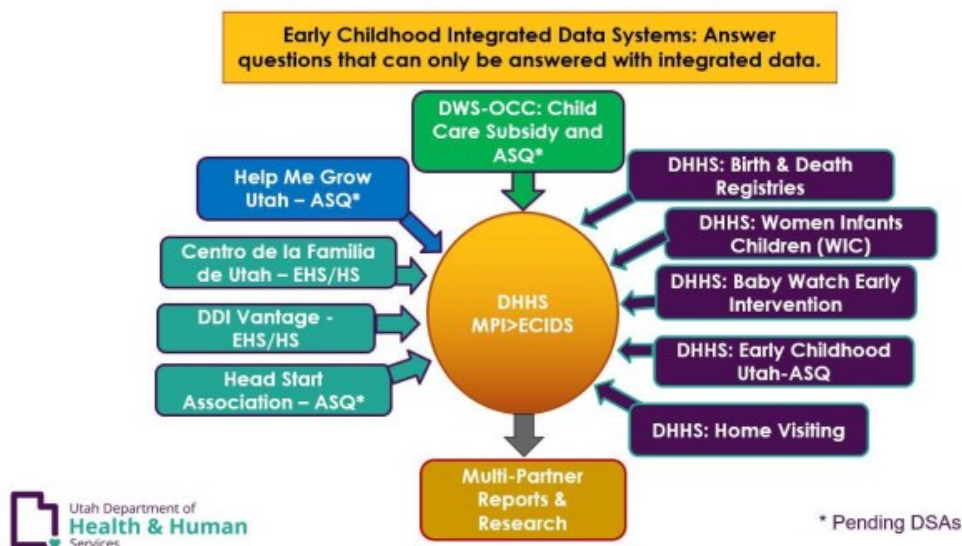 Early Childhood Integrated Data Systems: Answer
questions that can only be answered with integrated data.
DWS-OCC: Child
Care Subsidy and
ASQ*
Help Me Grow
Utah – ASQ*
Centro de la Familia
de Utah – EHS/HS
DDI Vantage -
EHS/HS
Head Start
Association – ASQ*
DHHS
MPI>ECIDS
DHHS: Birth & Death
Registries
DHHS: Women Infants
Children (WIC)
DHHS: Baby Watch Early
Intervention
DHHS: Early Childhood
Utah-ASQ
DHHS: Home Visiting
Multi-Partner
Reports &
Research
Utah Department of
Health & Human
Services
* Pending DSAs